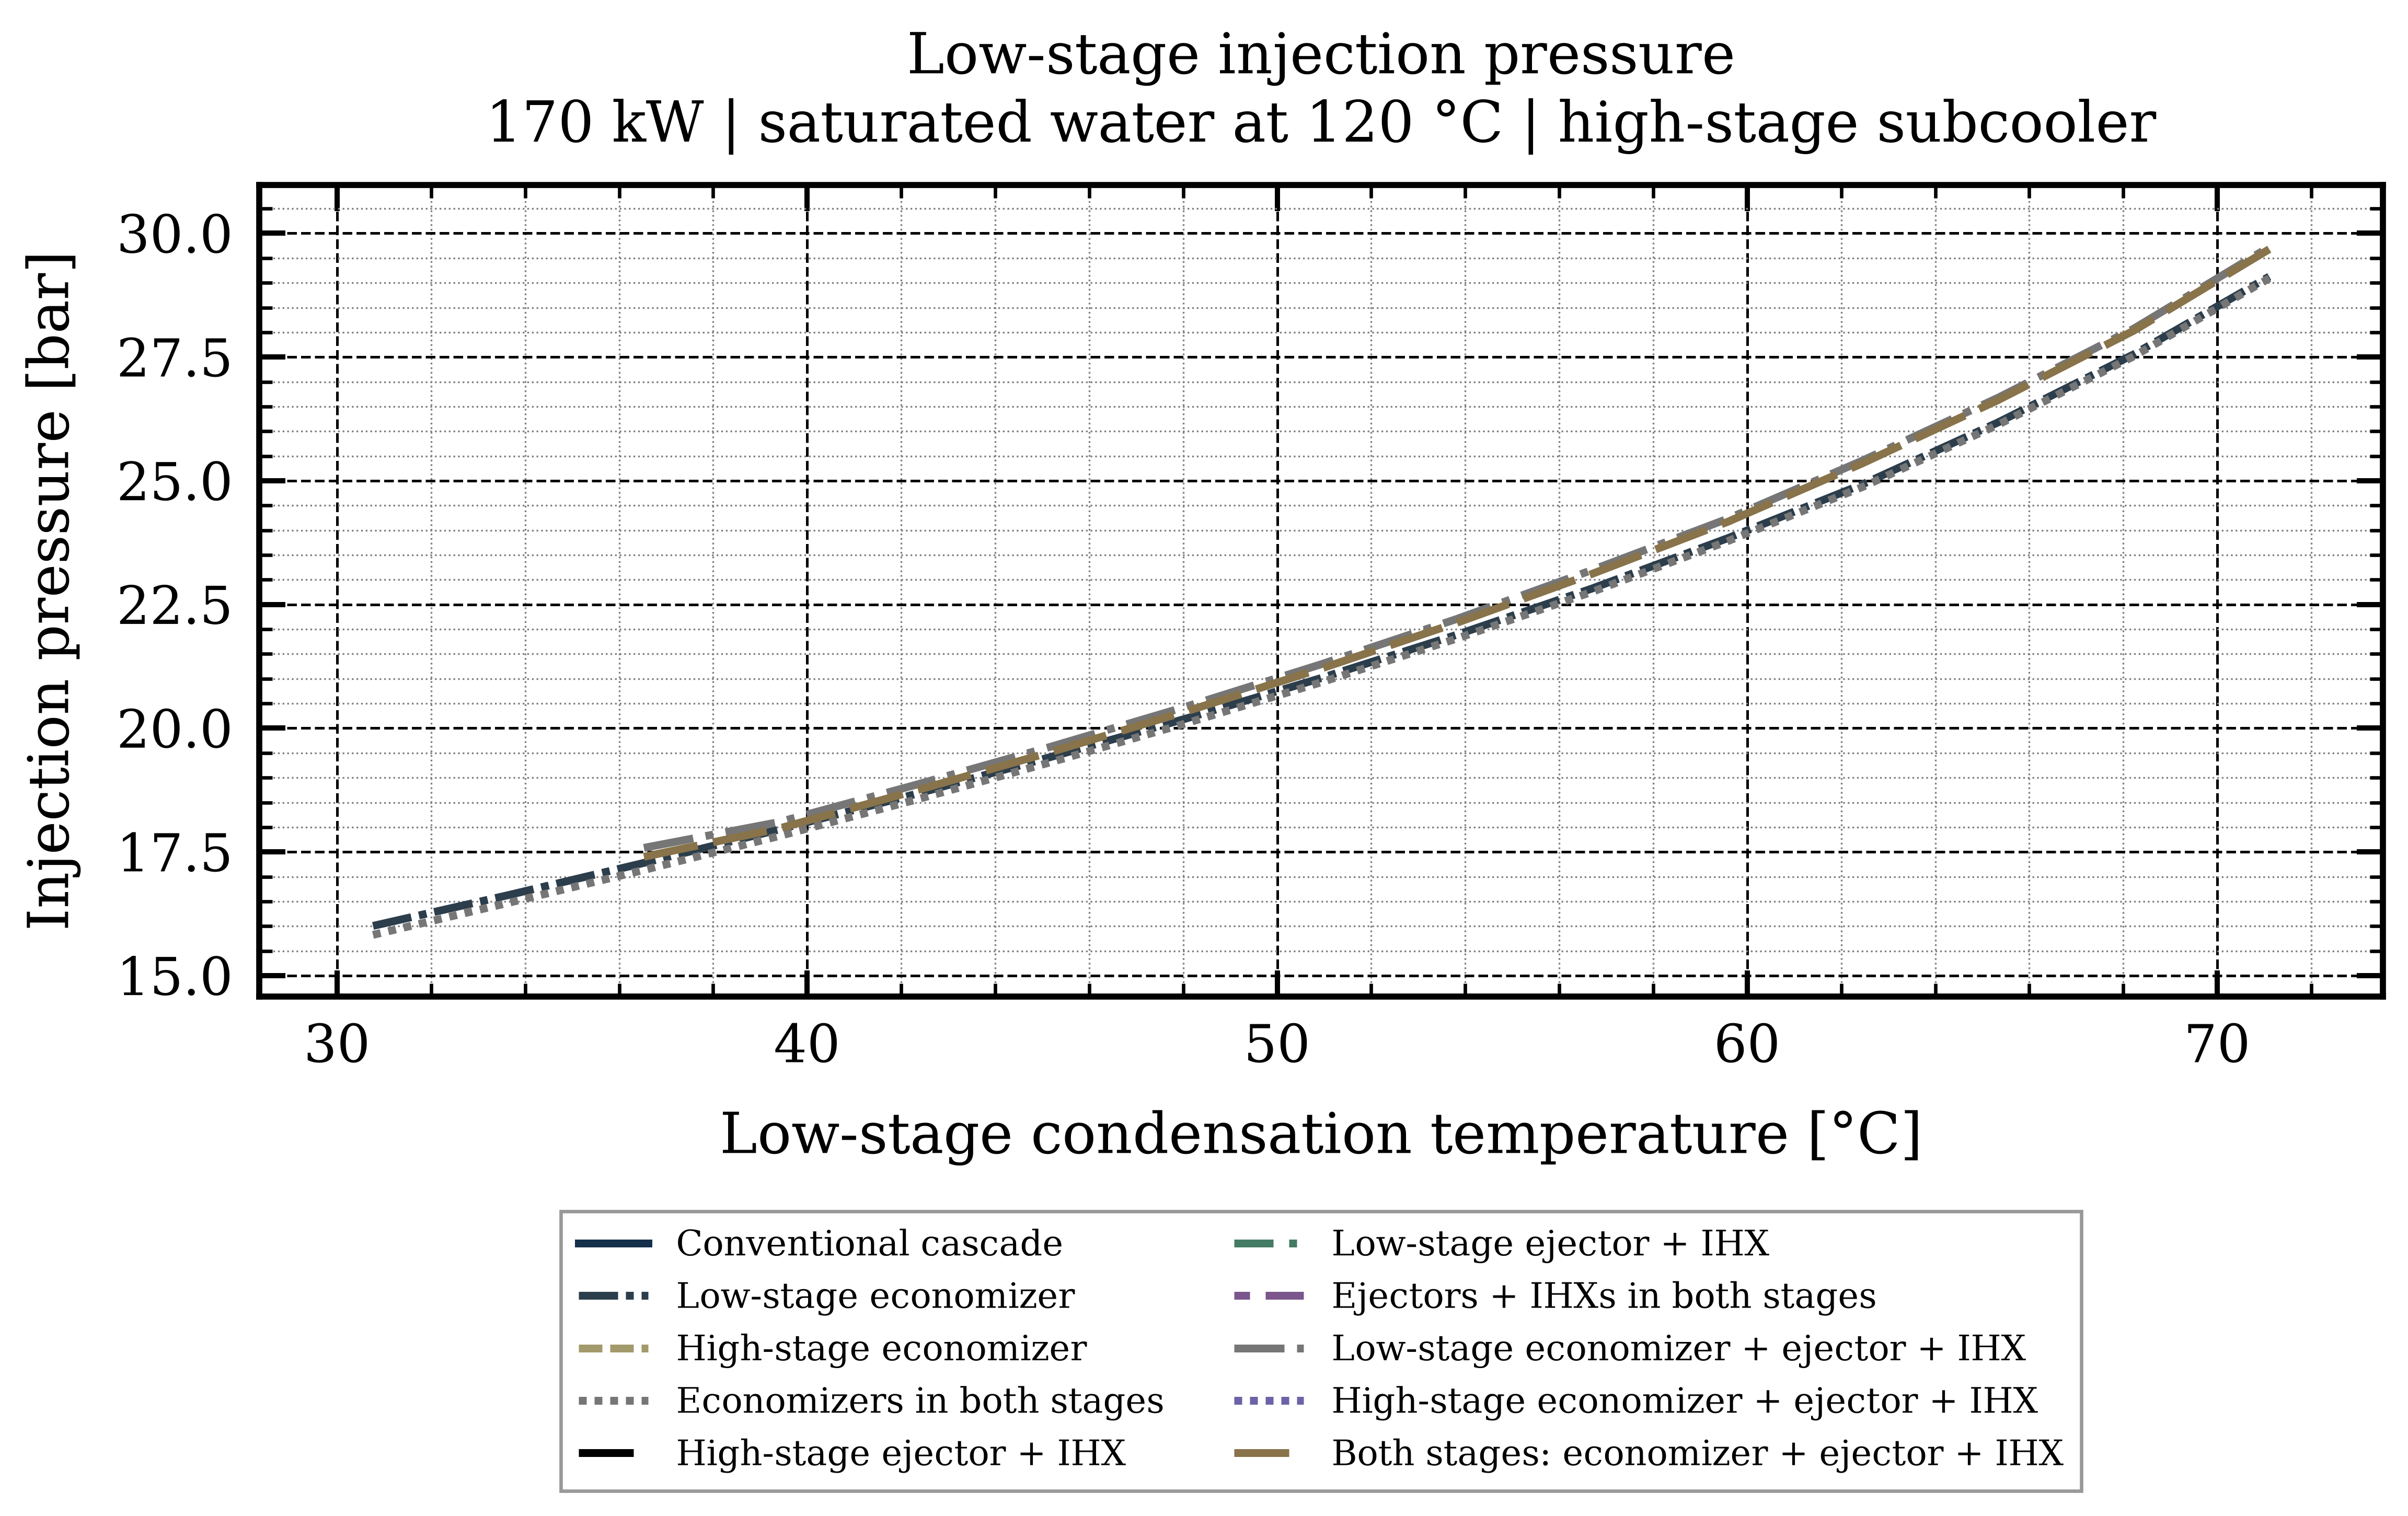 Low-stage injection pressure
170 kW | saturated water at 120 °C | high-stage subcooler
Injection pressure [bar]
30.0
27.5
25.0
22.5
20.0
17.5
15.0
30 40 50 60 70
Low-stage condensation temperature [°C]
Conventional cascade
Low-stage economizer
High-stage economizer
Economizers in both stages
High-stage ejector + IHX
Low-stage ejector + IHX
Ejectors + IHXs in both stages
Low-stage economizer + ejector + IHX
High-stage economizer + ejector + IHX
Both stages: economizer + ejector + IHX